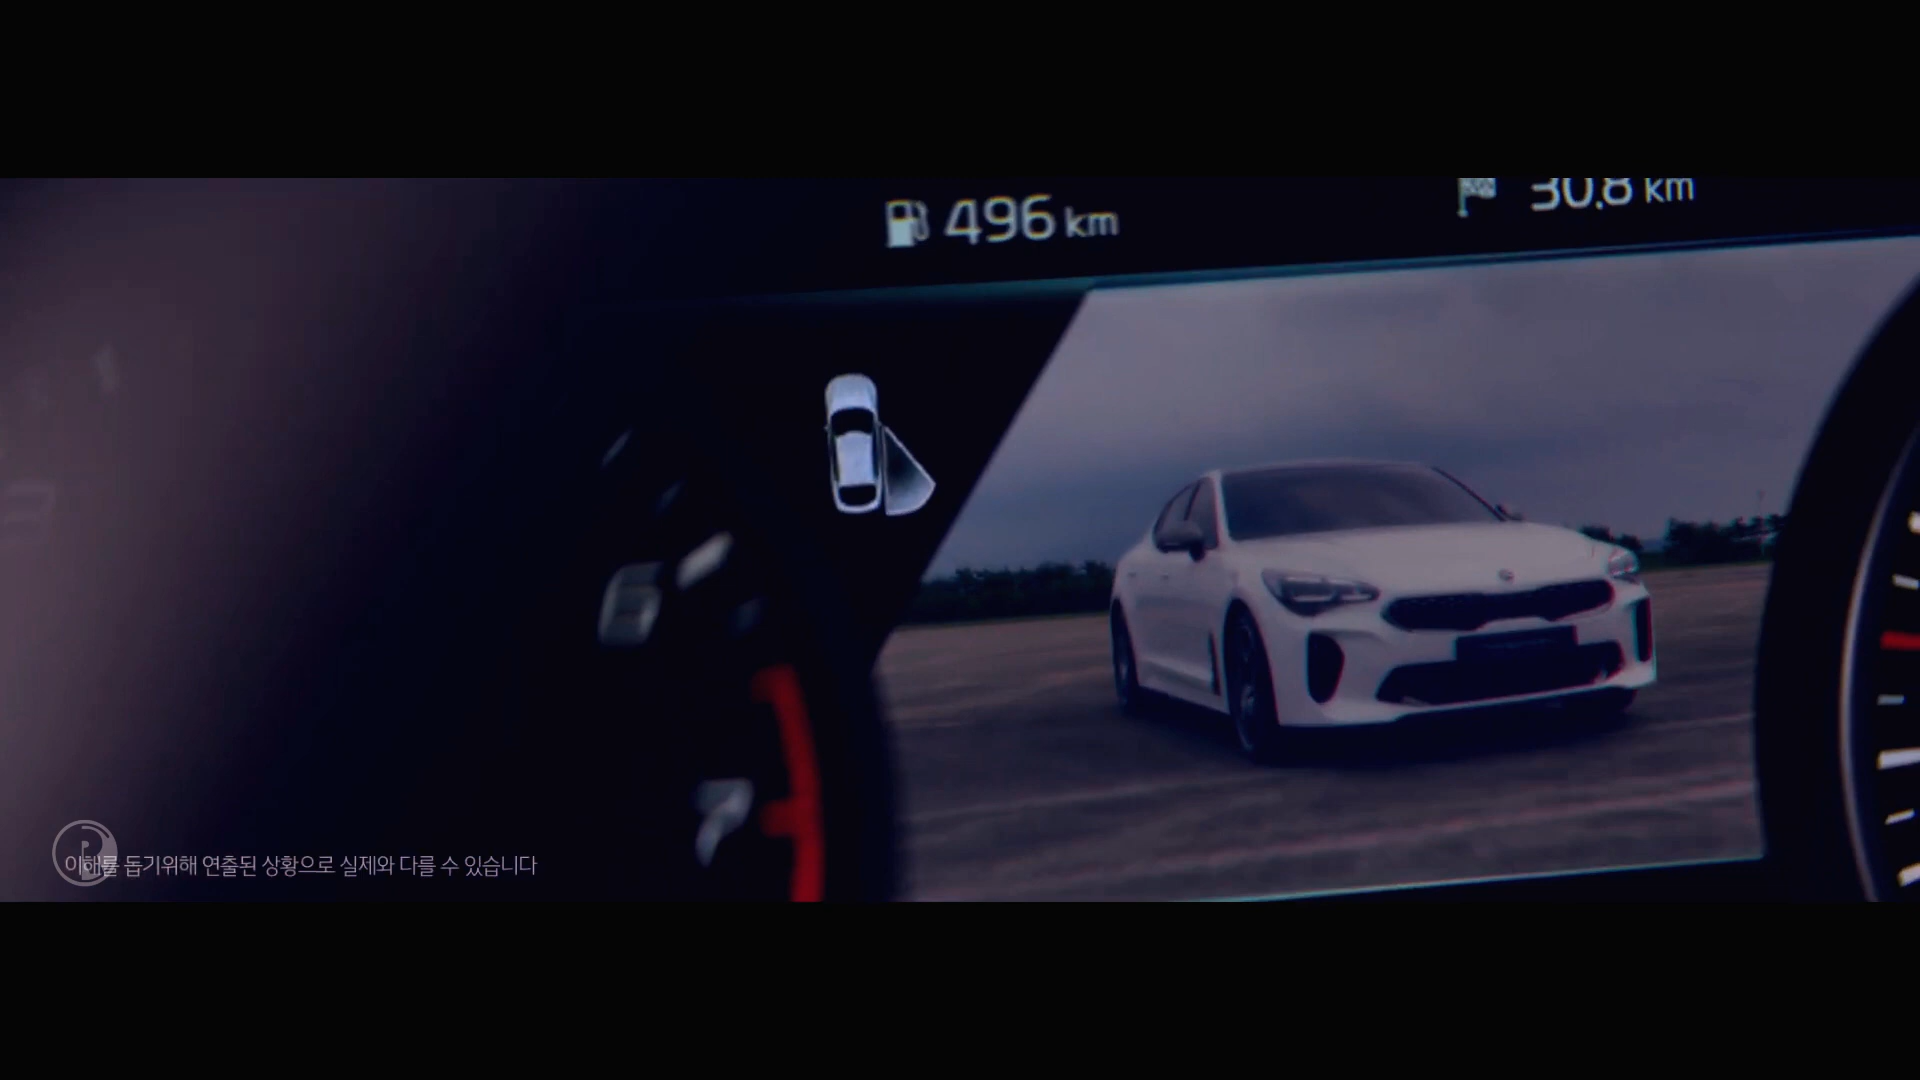 496 km
30.8 km
이해를 돕기위해 연출된 상황으로 실제와 다를 수 있습니다